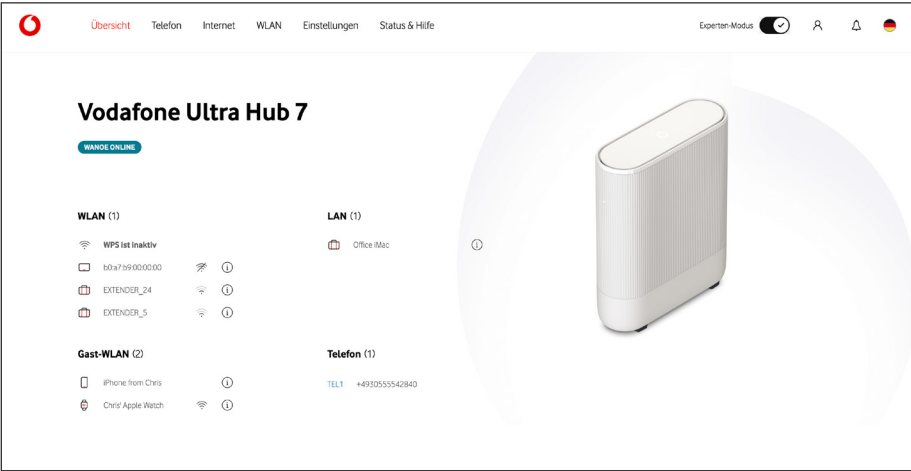 Übersicht Telefon Internet WLAN Einstellungen Status & Hilfe Experten-Modus
Vodafone Ultra Hub 7
WANOE ONLINE
WLAN (1)
WPS ist inaktiv
b0:a7:b9:00:00:00
EXTENDER_24
EXTENDER_5
LAN (1)
Office iMac
Gast-WLAN (2)
iPhone from Chris
Chris' Apple Watch
Telefon (1)
TEL1 +4930555542840